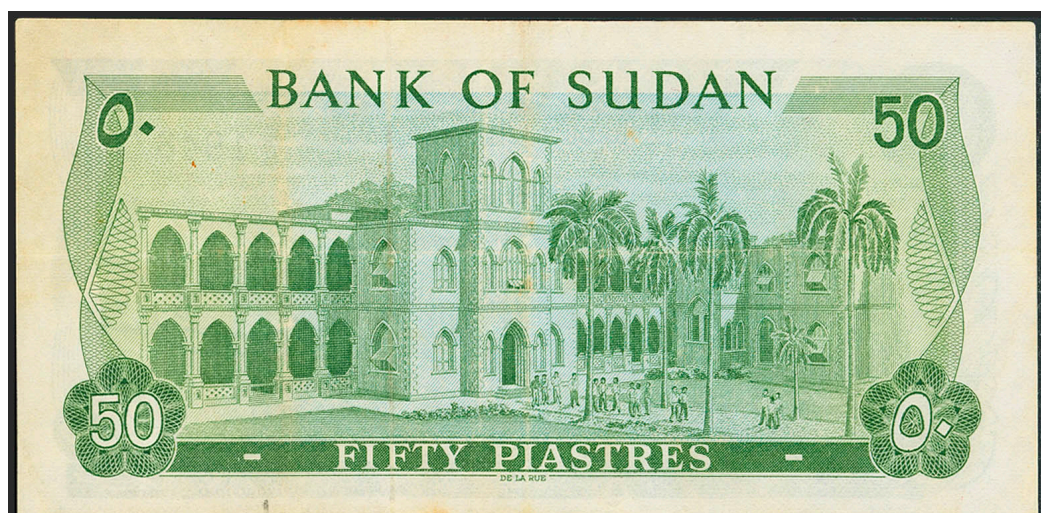 BANK OF SUDAN
٥٠
50
50
- FIFTY PIASTRES -
٥٠
DE LA RUE